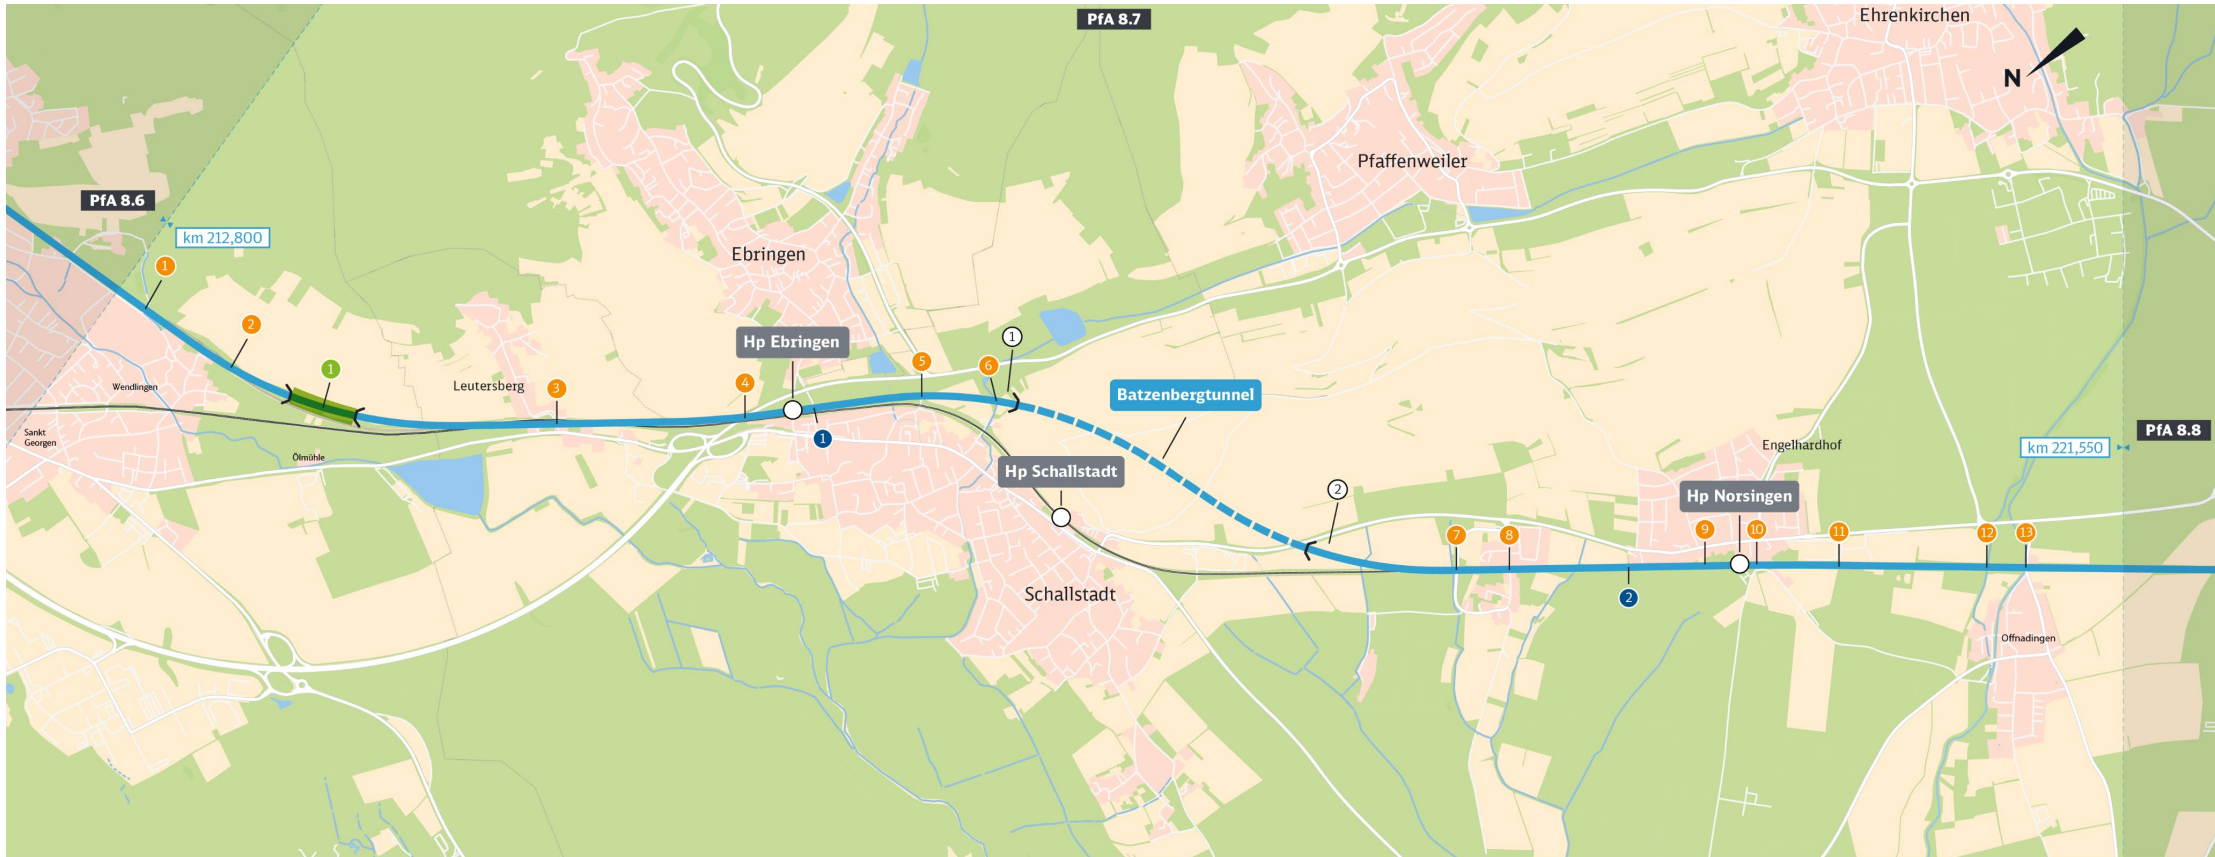 PfA 8.7
Ehrenkirchen
N
Pfaffenweiler
PfA 8.6
km 212,800
1
Ebringen
2
Hp Ebringen
1
1
Wendlingen
Leutersberg
3
4
5
6
Batzenbergtunnel
Sankt
Georgen
Ölmühle
1
Hp Schallstadt
2
Engelhardhof
km 221,550
PfA 8.8
Hp Norsingen
7
8
9
10
11
12
13
Schallstadt
2
Offnadingen